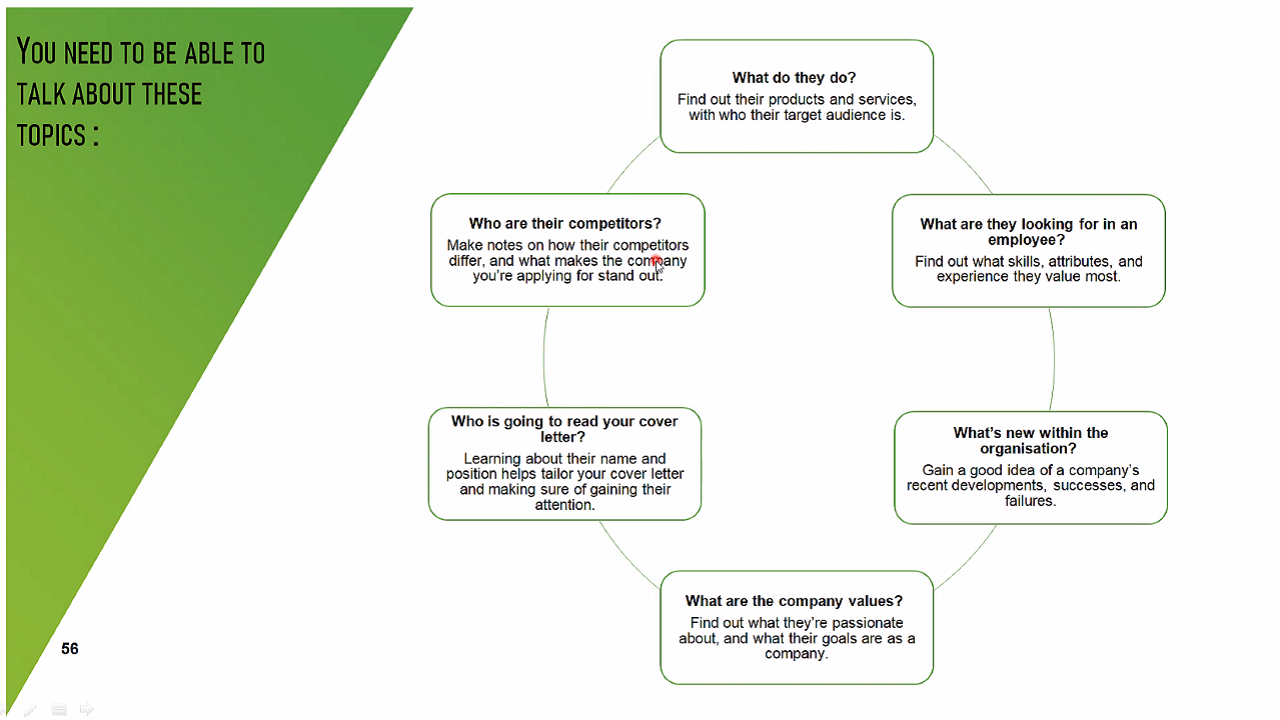 YOU NEED TO BE ABLE TO
TALK ABOUT THESE
TOPICS :
What do they do?
Find out their products and services,
with who their target audience is.
What are they looking for in an
employee?
Find out what skills, attributes, and
experience they value most.
What's new within the
organisation?
Gain a good idea of a company's
recent developments, successes, and
failures.
What are the company values?
Find out what they're passionate
about, and what their goals are as a
company.
Who is going to read your cover
letter?
Learning about their name and
position helps tailor your cover letter
and making sure of gaining their
attention.
Who are their competitors?
Make notes on how their competitors
differ, and what makes the company
you're applying for stand out.
56